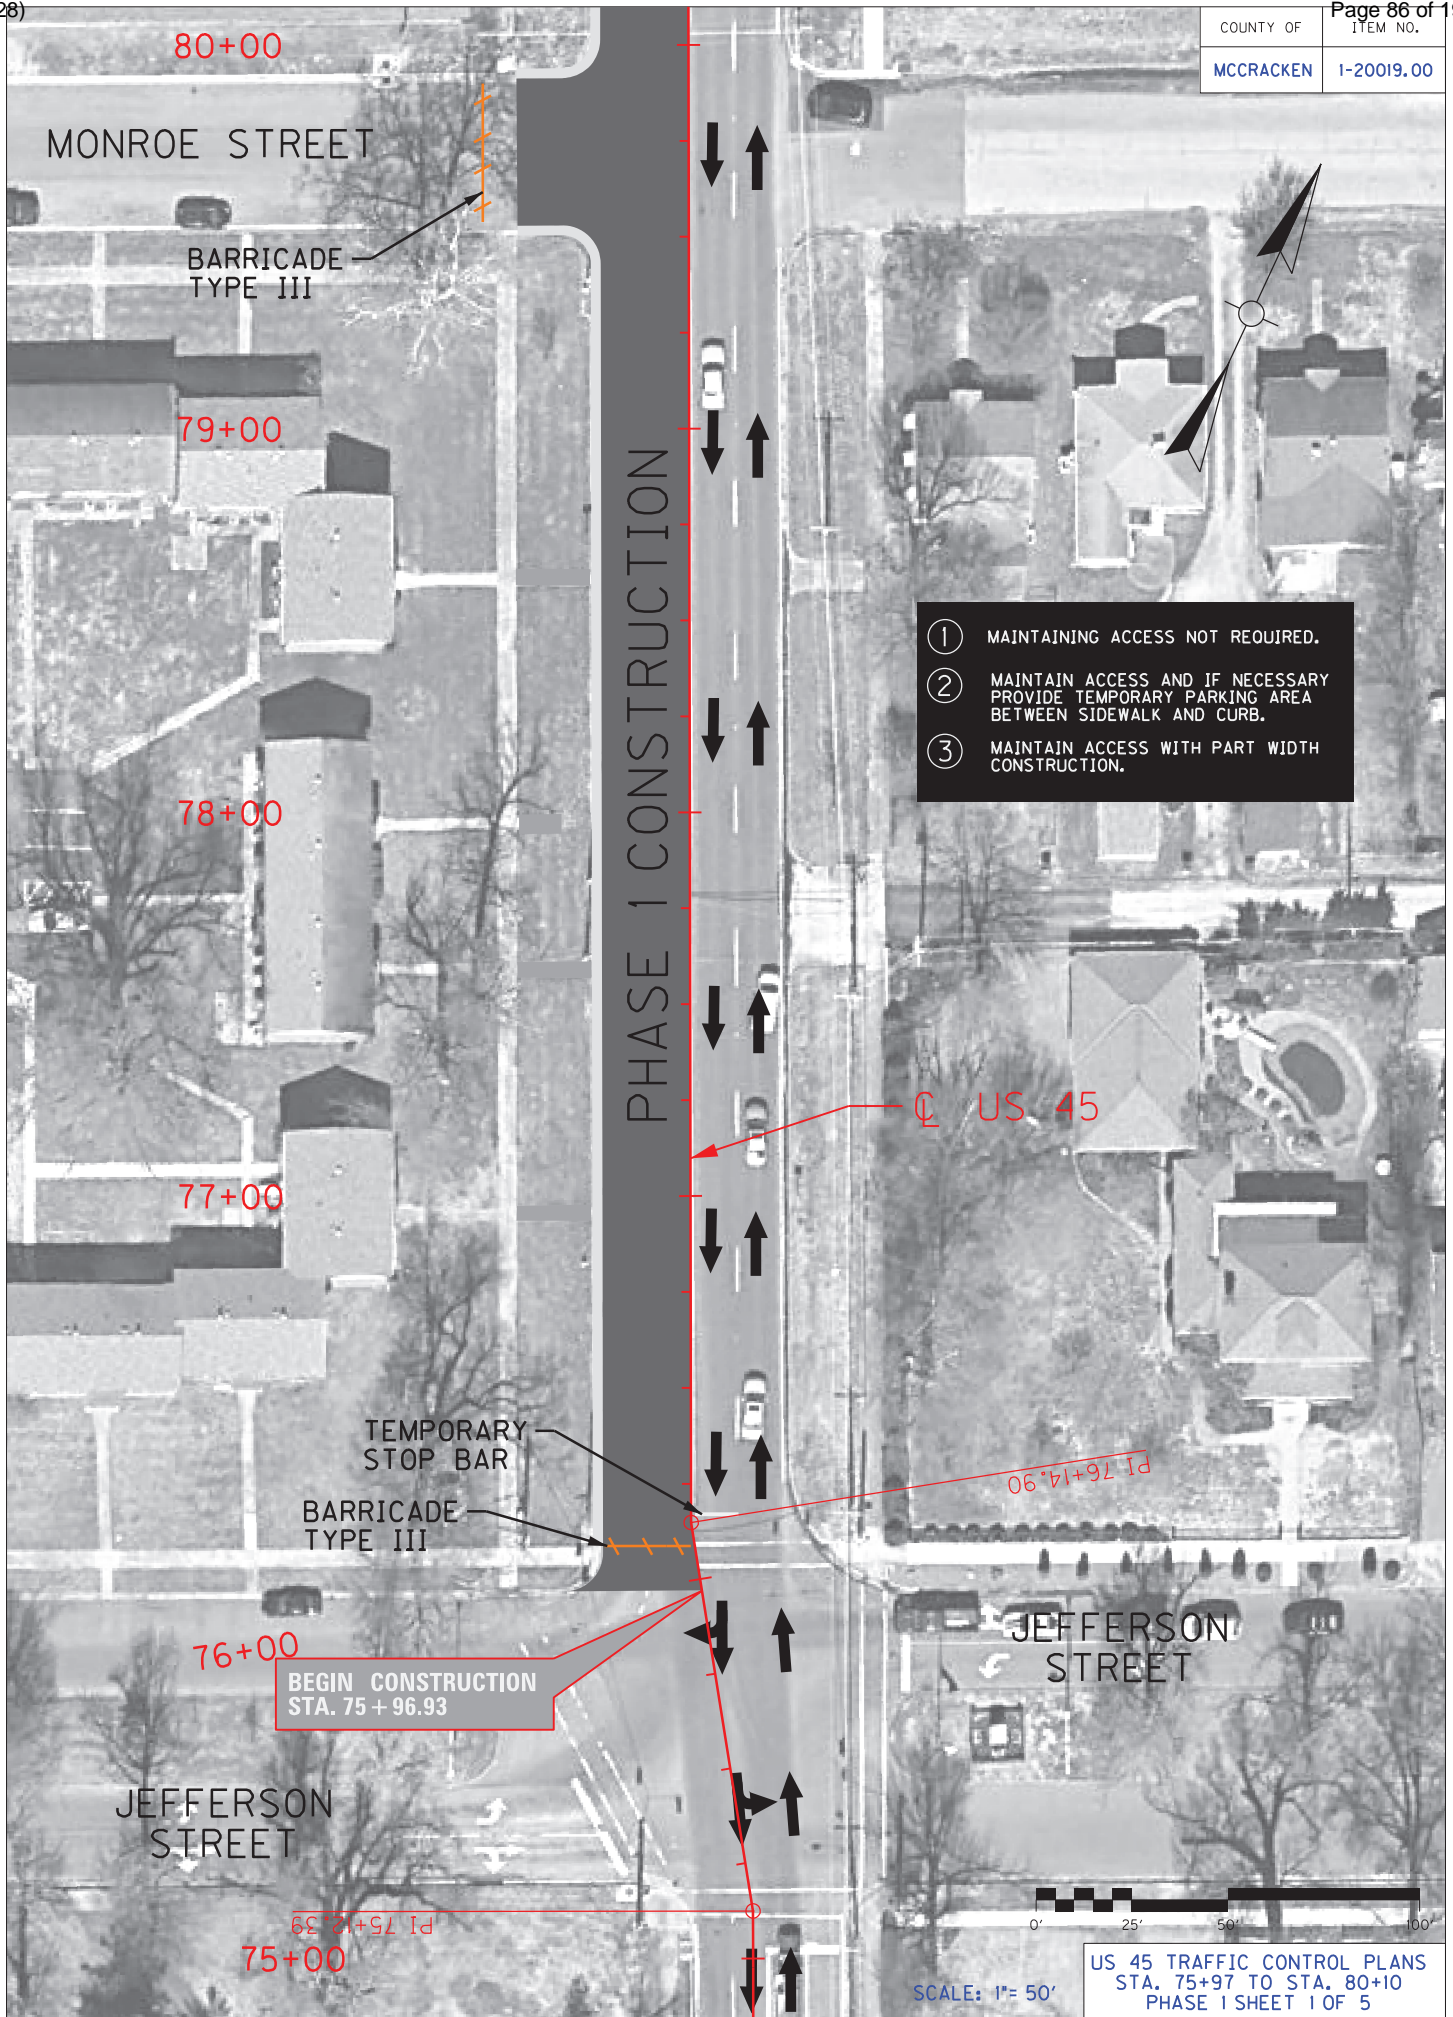 28)
Page 86 of 1
COUNTY OF
ITEM NO.
MCCRACKEN
1-20019.00
80+00
MONROE STREET
BARRICADE
TYPE III
79+00
PHASE 1 CONSTRUCTION
1 MAINTAINING ACCESS NOT REQUIRED.
2 MAINTAIN ACCESS AND IF NECESSARY
PROVIDE TEMPORARY PARKING AREA
BETWEEN SIDEWALK AND CURB.
3 MAINTAIN ACCESS WITH PART WIDTH
CONSTRUCTION.
78+00
℄ US 45
77+00
TEMPORARY
STOP BAR
PI 76+14.90
BARRICADE
TYPE III
76+00
BEGIN CONSTRUCTION
STA. 75+96.93
JEFFERSON
STREET
JEFFERSON
STREET
PI 75+12.39
75+00
0' 25' 50' 100'
SCALE: 1"= 50'
US 45 TRAFFIC CONTROL PLANS
STA. 75+97 TO STA. 80+10
PHASE 1 SHEET 1 OF 5